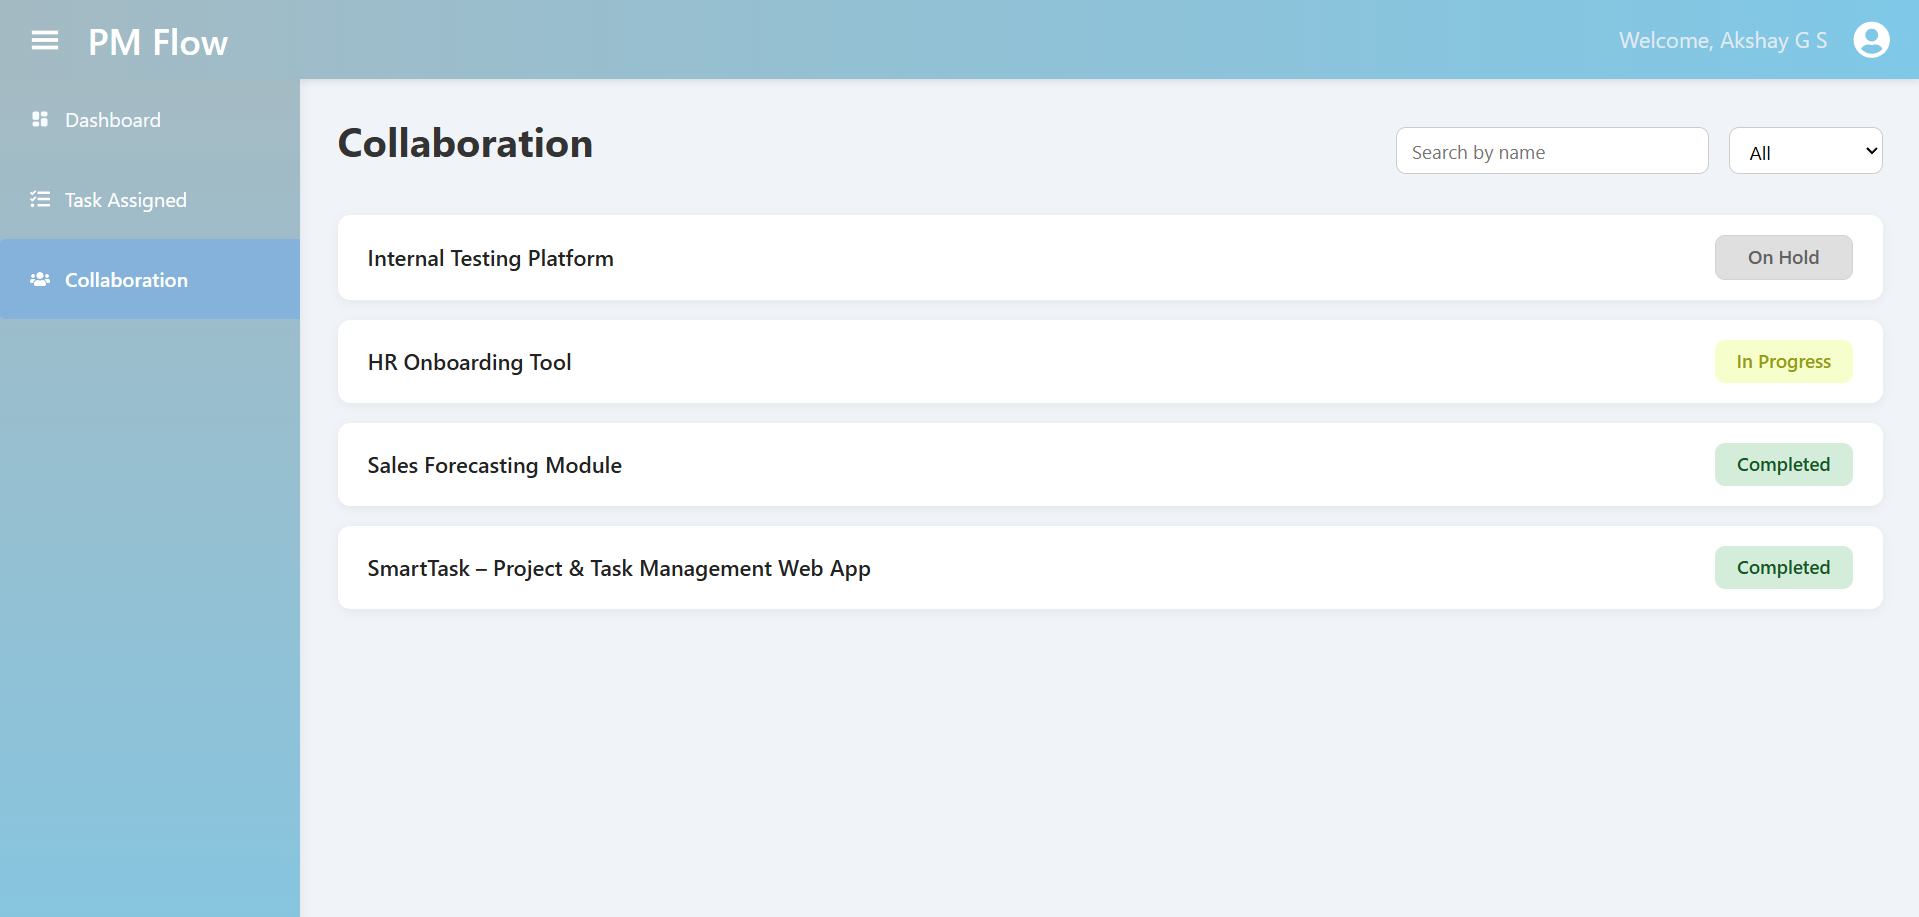 PM Flow
Welcome, Akshay G S
Dashboard
Task Assigned
Collaboration
Collaboration
Search by name
All
Internal Testing Platform
On Hold
HR Onboarding Tool
In Progress
Sales Forecasting Module
Completed
SmartTask – Project & Task Management Web App
Completed